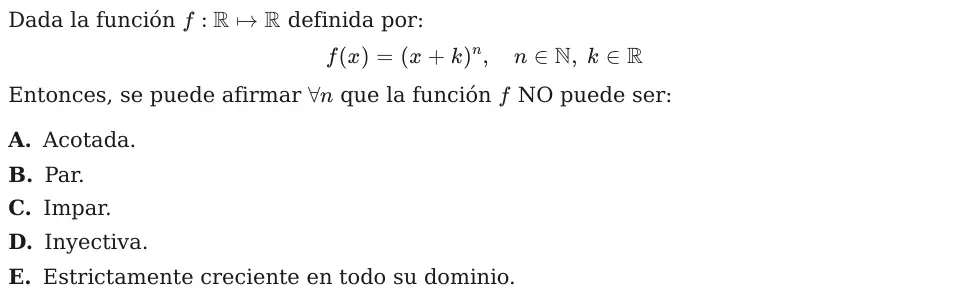 Dada la función f : ℝ ↦ ℝ definida por:
f(x) = (x + k)ⁿ, n ∈ ℕ, k ∈ ℝ
Entonces, se puede afirmar ∀n que la función f NO puede ser:
A. Acotada.
B. Par.
C. Impar.
D. Inyectiva.
E. Estrictamente creciente en todo su dominio.